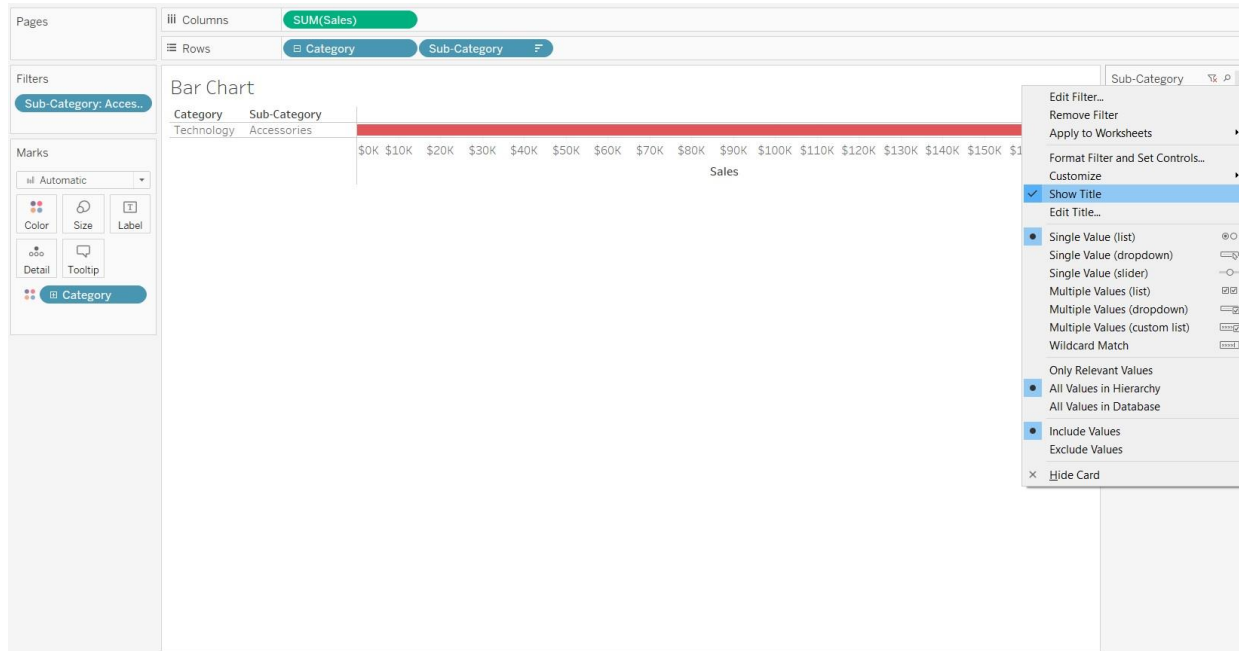 Pages
Columns
SUM(Sales)
Rows
Category
Sub-Category
Filters
Sub-Category: Acces..
Marks
Automatic
Color
Size
Label
Detail
Tooltip
Category
Bar Chart
Category Sub-Category
Technology Accessories
$0K $10K $20K $30K $40K $50K $60K $70K $80K $90K $100K $110K $120K $130K $140K $150K
Sales
Sub-Category
Edit Filter...
Remove Filter
Apply to Worksheets
Format Filter and Set Controls...
Customize
Show Title
Edit Title...
Single Value (list)
Single Value (dropdown)
Single Value (slider)
Multiple Values (list)
Multiple Values (dropdown)
Multiple Values (custom list)
Wildcard Match
Only Relevant Values
All Values in Hierarchy
All Values in Database
Include Values
Exclude Values
Hide Card